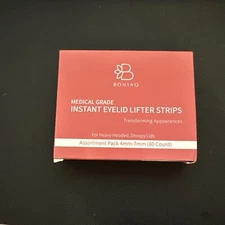 BONINO
MEDICAL GRADE
INSTANT EYELID LIFTER STRIPS
Transforming Appearances
For Heavy-Hooded, Droopy Lids
Assortment Pack 4mm-7mm (80 Count)